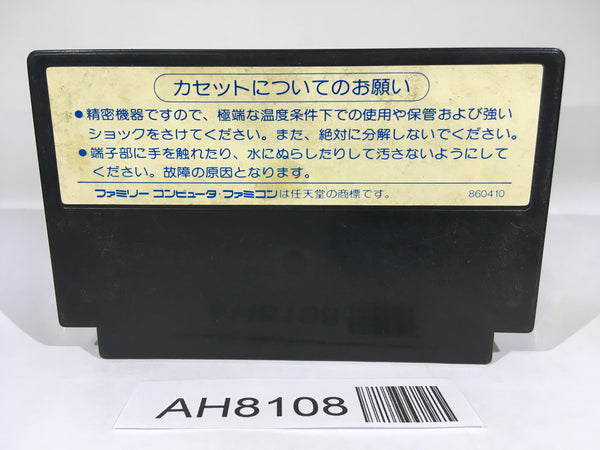 カセットについてのお願い
●精密機器ですので、極端な温度条件下での使用や保管および強い
ショックをさけてください。また、絶対に分解しないでください。
●端子部に手を触れたり、水にぬらしたりして汚さないようにして
ください。故障の原因となります。
ファミリー コンピュータ・ファミコンは任天堂の商標です。 860410
AH8108